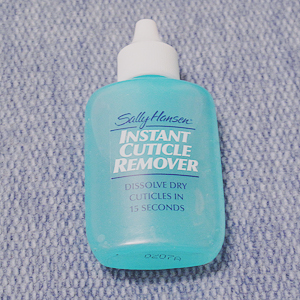 Sally Hansen
INSTANT
CUTICLE
REMOVER
DISSOLVE DRY
CUTICLES IN
15 SECONDS